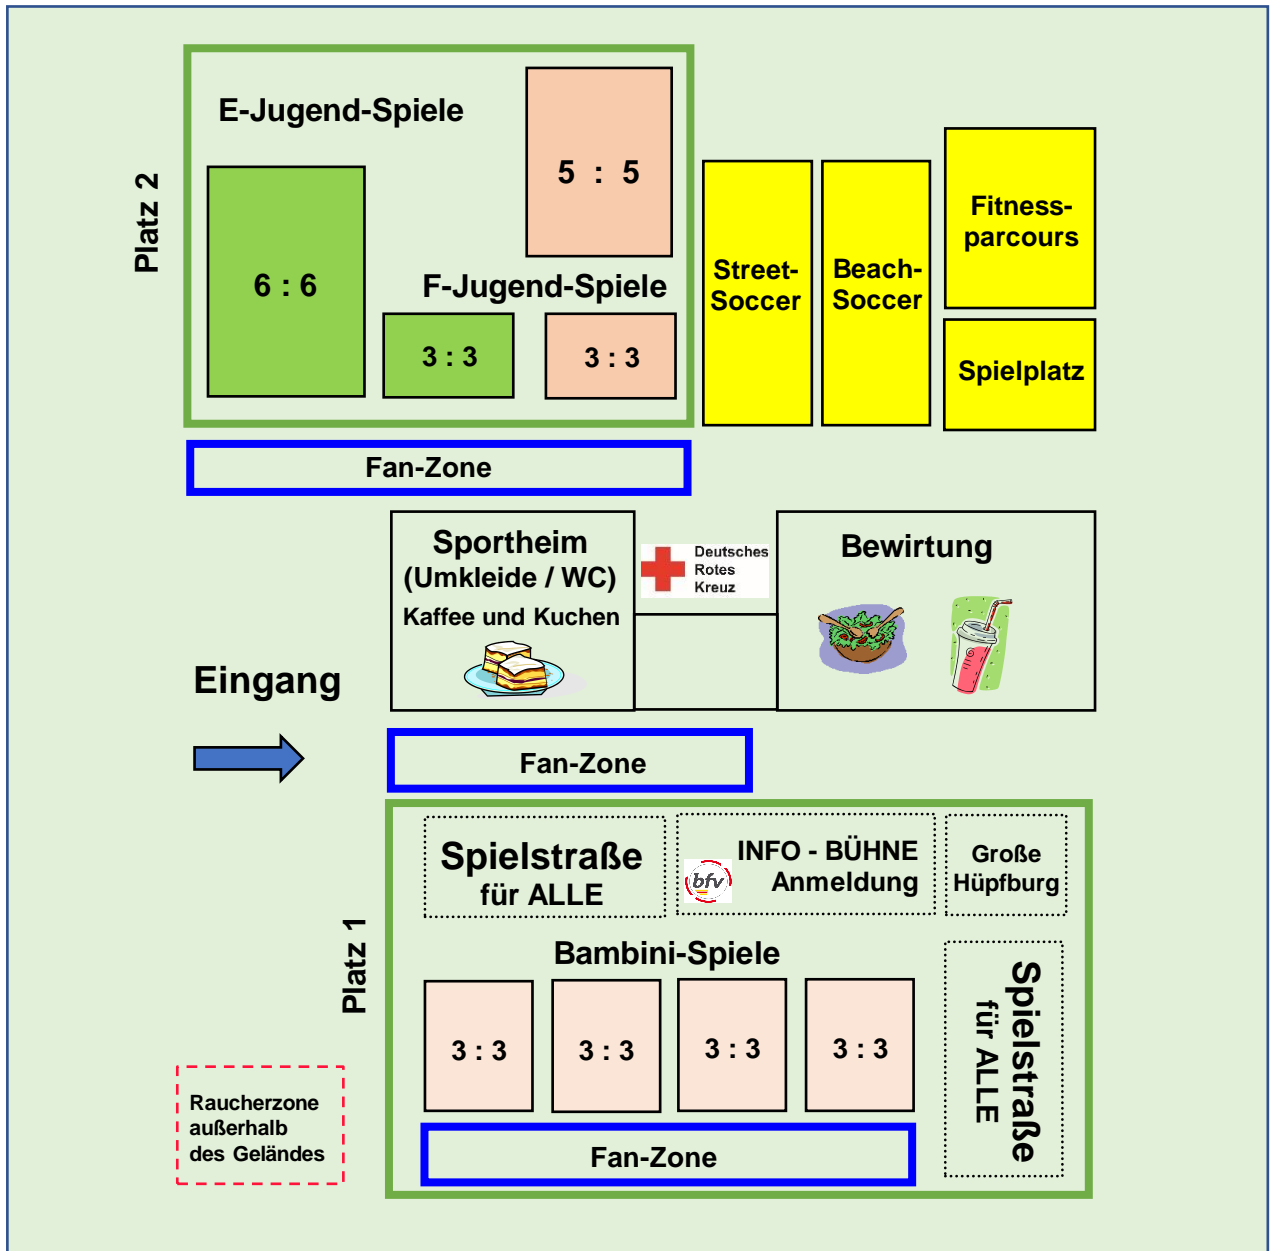 Platz 2
E-Jugend-Spiele
5 : 5
6 : 6
F-Jugend-Spiele
3 : 3
3 : 3
Street-
Soccer
Beach-
Soccer
Fitness-
parcours
Spielplatz
Fan-Zone
Sportheim
(Umkleide / WC)
Kaffee und Kuchen
Deutsches
Rotes
Kreuz
Bewirtung
Eingang
Fan-Zone
Platz 1
Spielstraße
für ALLE
bfv
INFO - BÜHNE
Anmeldung
Große
Hüpfburg
Bambini-Spiele
3 : 3
3 : 3
3 : 3
3 : 3
Spielstraße
für ALLE
Fan-Zone
Raucherzone
außerhalb
des Geländes